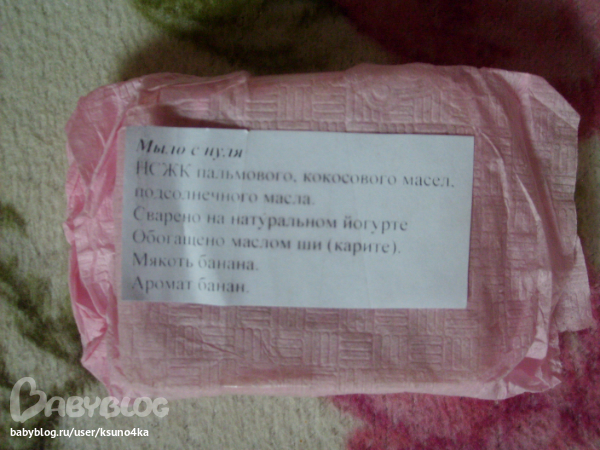 Мыло с нуля
НСЖК пальмового, кокосового масел,
подсолнечного масла.
Сварено на натуральном йогурте
Обогащено маслом ши (карите).
Мякоть банана.
Аромат банан.
BABYBLOG
babyblog.ru/user/ksuno4ka